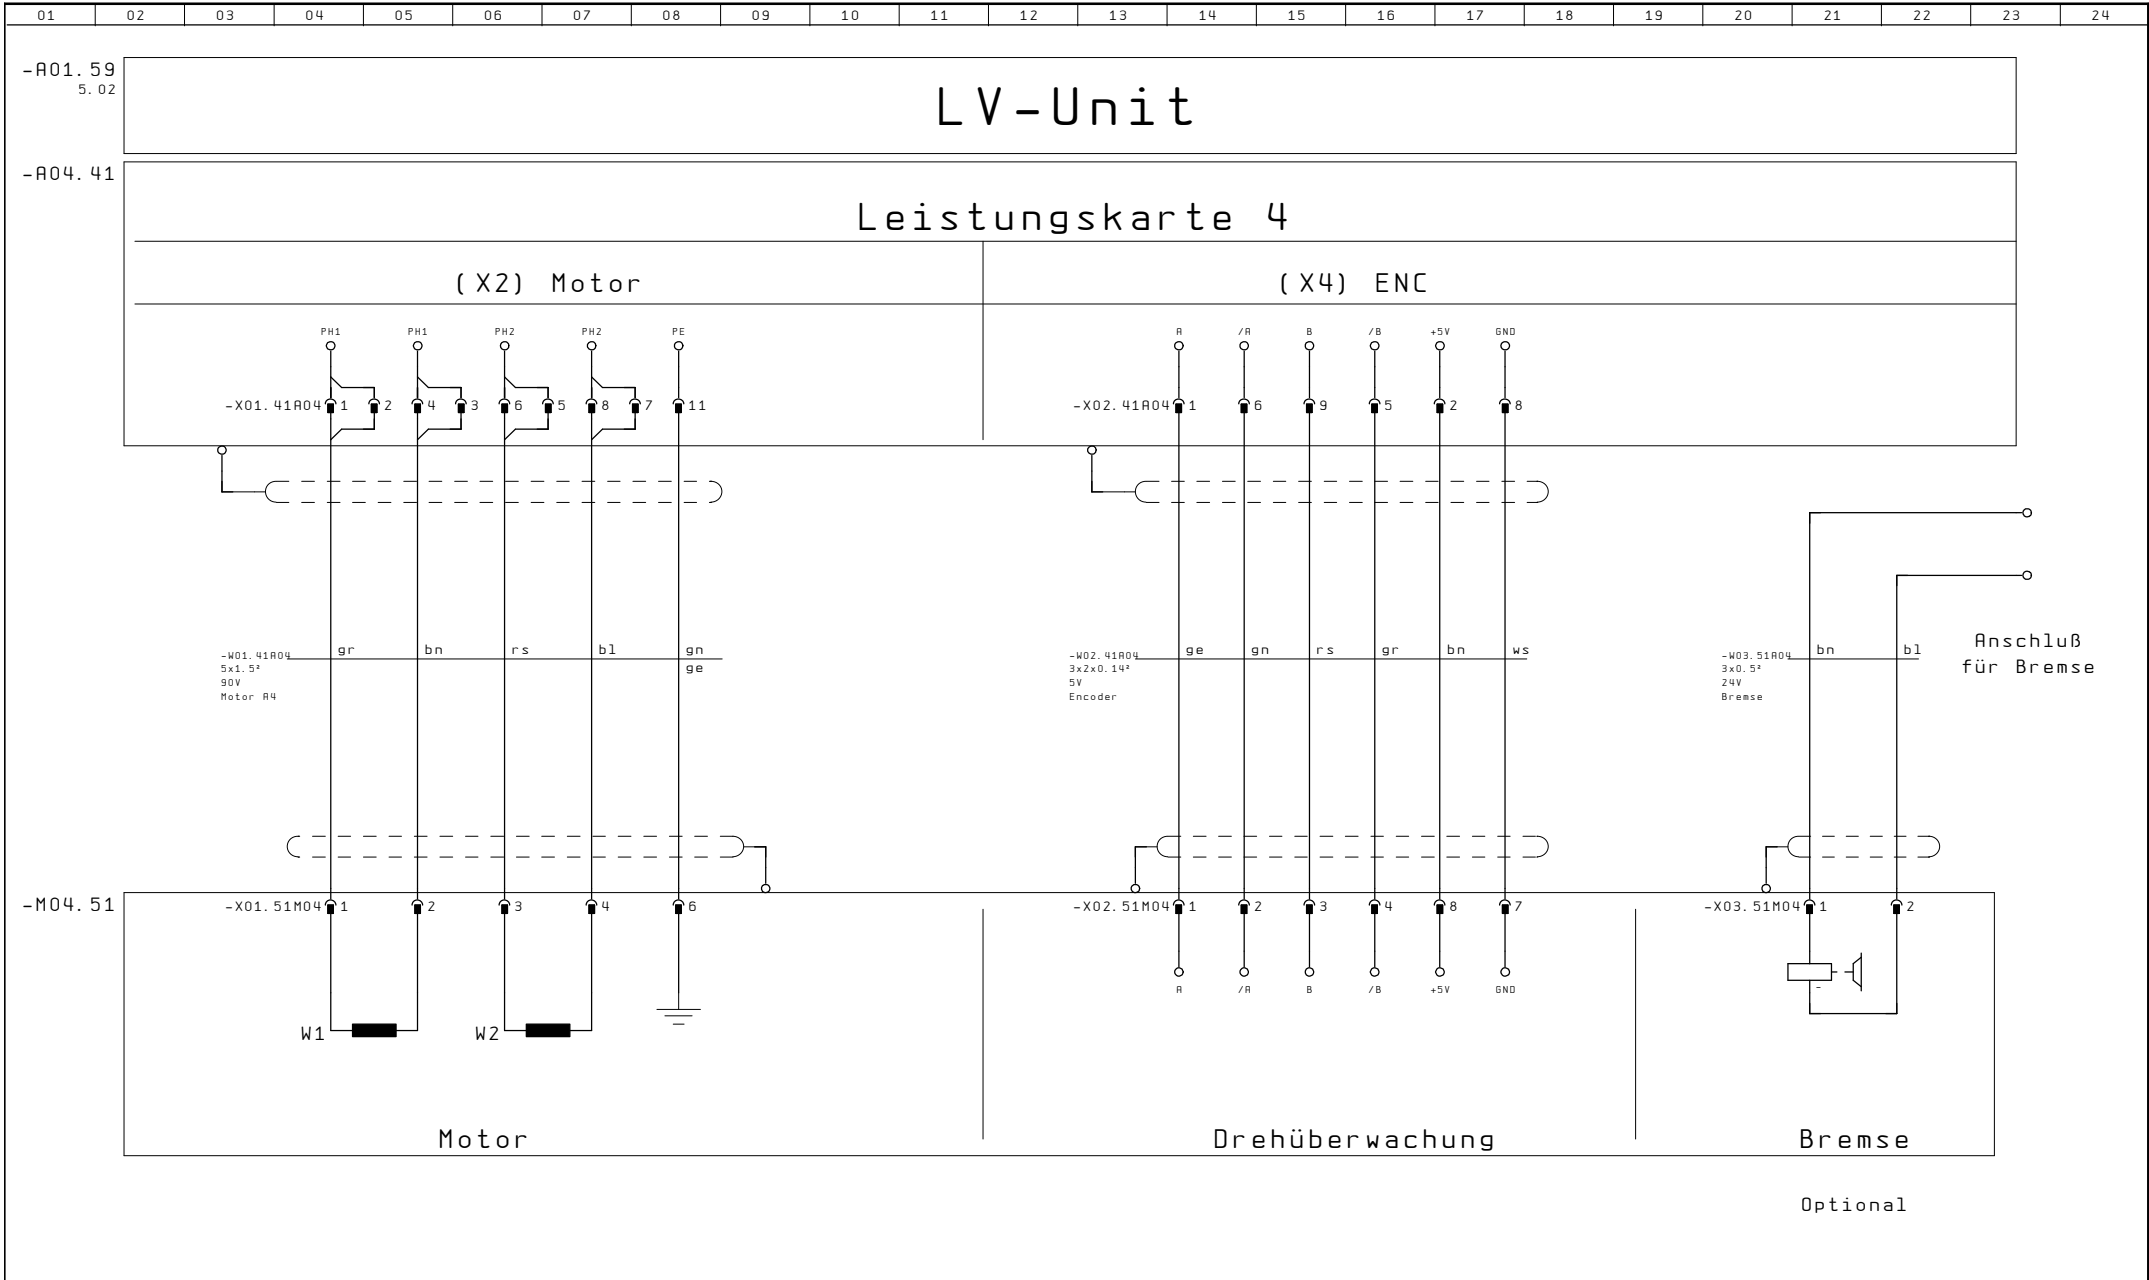 01 02 03 04 05 06 07 08 09 10 11 12 13 14 15 16 17 18 19 20 21 22 23 24
-A01.59
5.02
LV-Unit
-A04.41
Leistungskarte 4
(X2) Motor (X4) ENC
PH1 PH1 PH2 PH2 PE A /A B /B +5V GND
-X01.41A04 1 2 4 3 6 5 8 7 11 -X02.41A04 1 6 9 5 2 8
-W01.41A04 gr bn rs bl gn
5x1.5² ge
90V
Motor A4
-W02.41A04 ge gn rs gr bn ws
3x2x0.14²
5V
Encoder
-W03.51A04 bn bl
3x0.5²
24V
Bremse
Anschluß
für Bremse
-M04.51
-X01.51M04 1 2 3 4 6 -X02.51M04 1 2 3 4 8 7 -X03.51M04 1 2
A /A B /B +5V GND
-
W1 W2
Motor Drehüberwachung Bremse
Optional